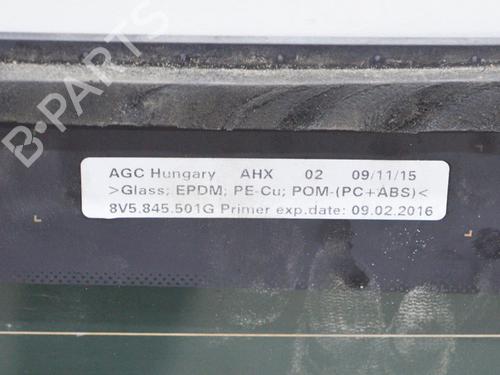 B-PARTS
AGC Hungary AHX 02 09/11/15
>Glass; EPDM; PE-Cu; POM-(PC+ABS)<
8V5.845.501G Primer exp.date: 09.02.2016